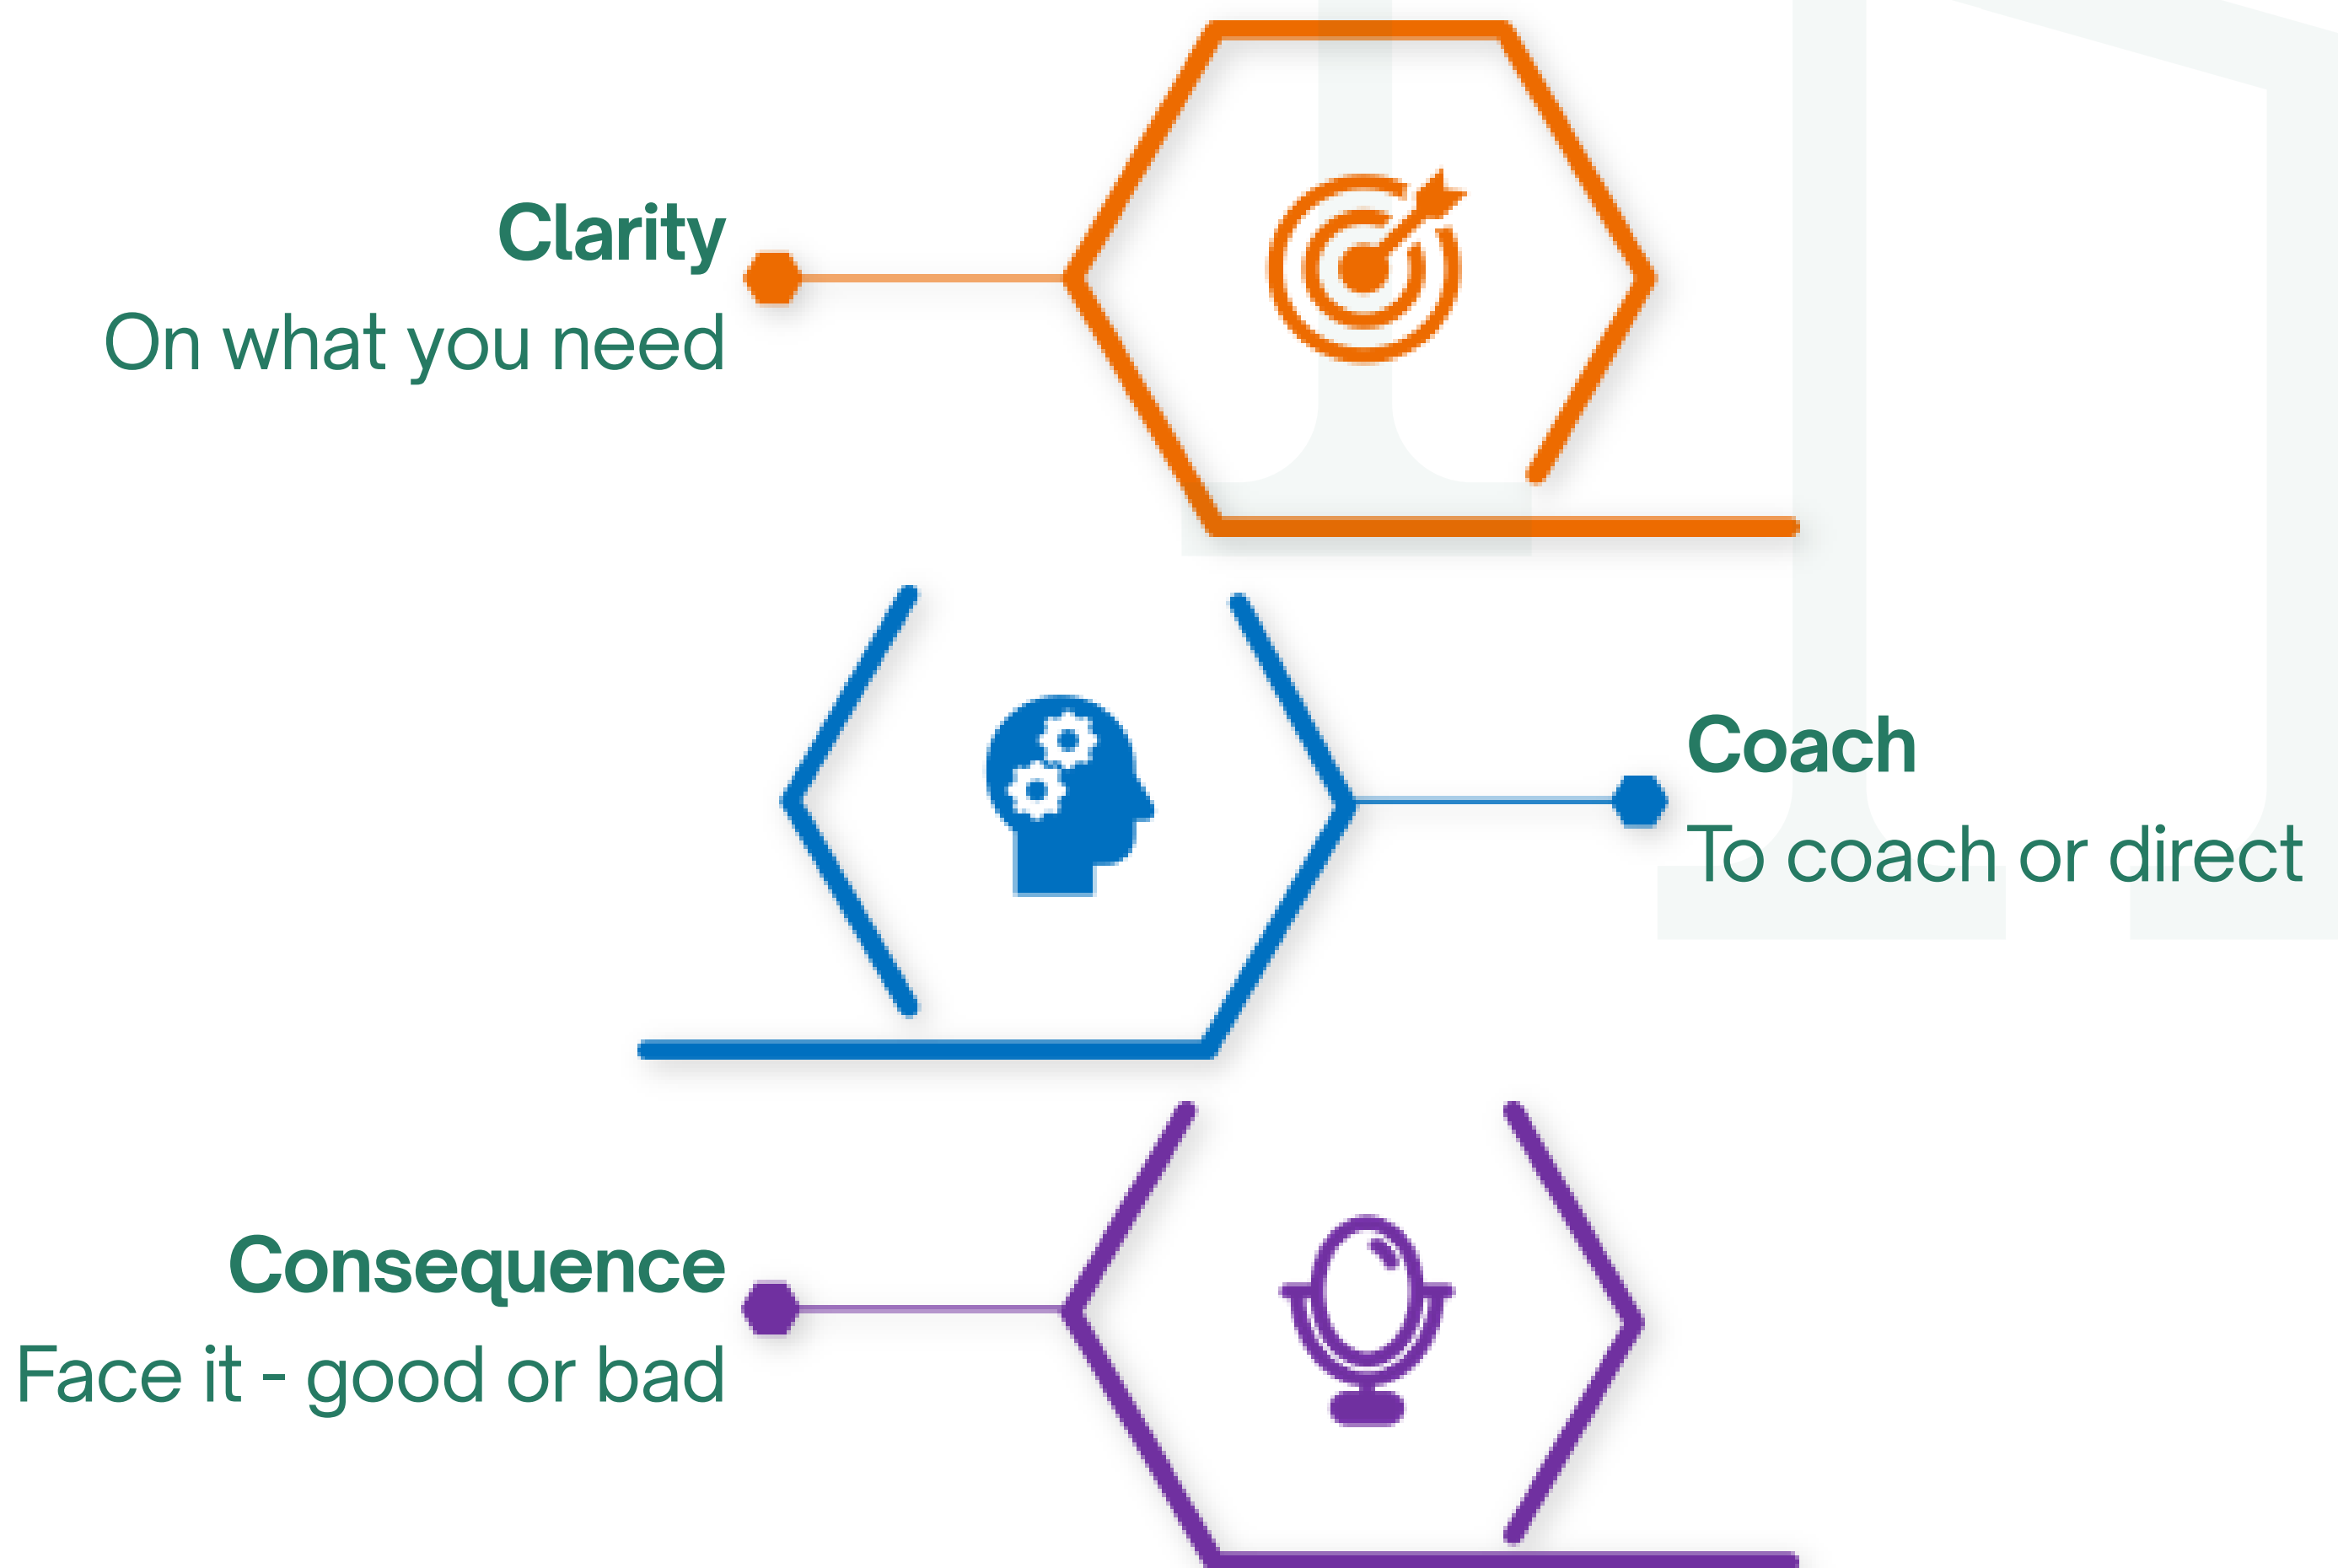 Clarity
On what you need
Coach
To coach or direct
Consequence
Face it - good or bad